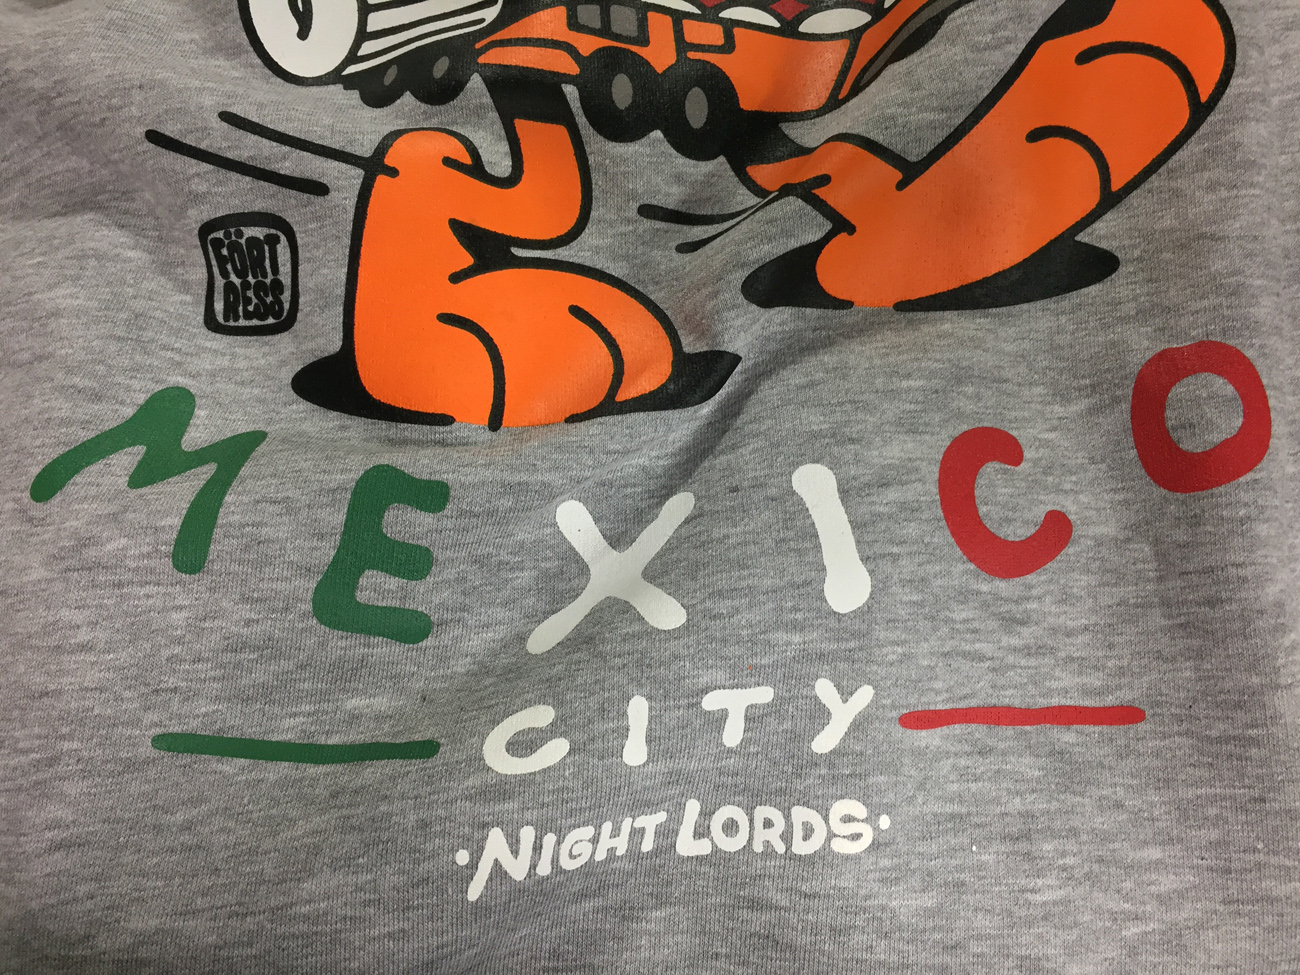 FÖRT
RESS
MEXICO
CITY
·NIGHT LORDS·